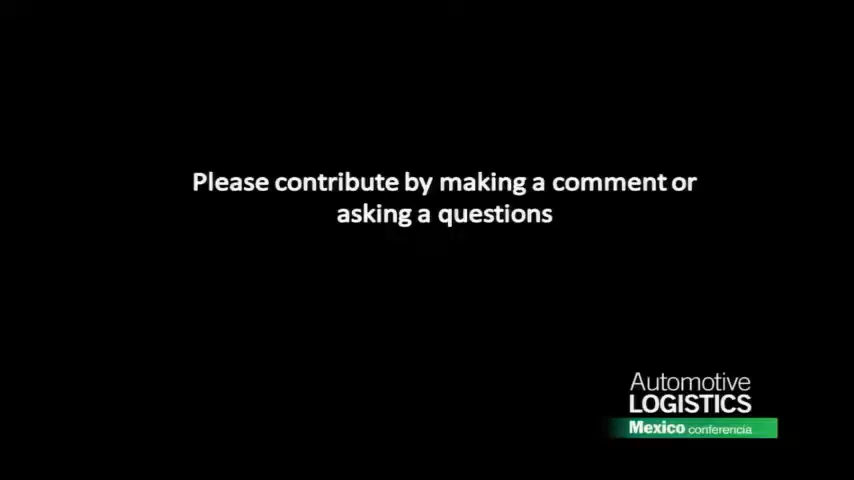 Please contribute by making a comment or
asking a questions
Automotive
LOGISTICS
Mexico conferencia